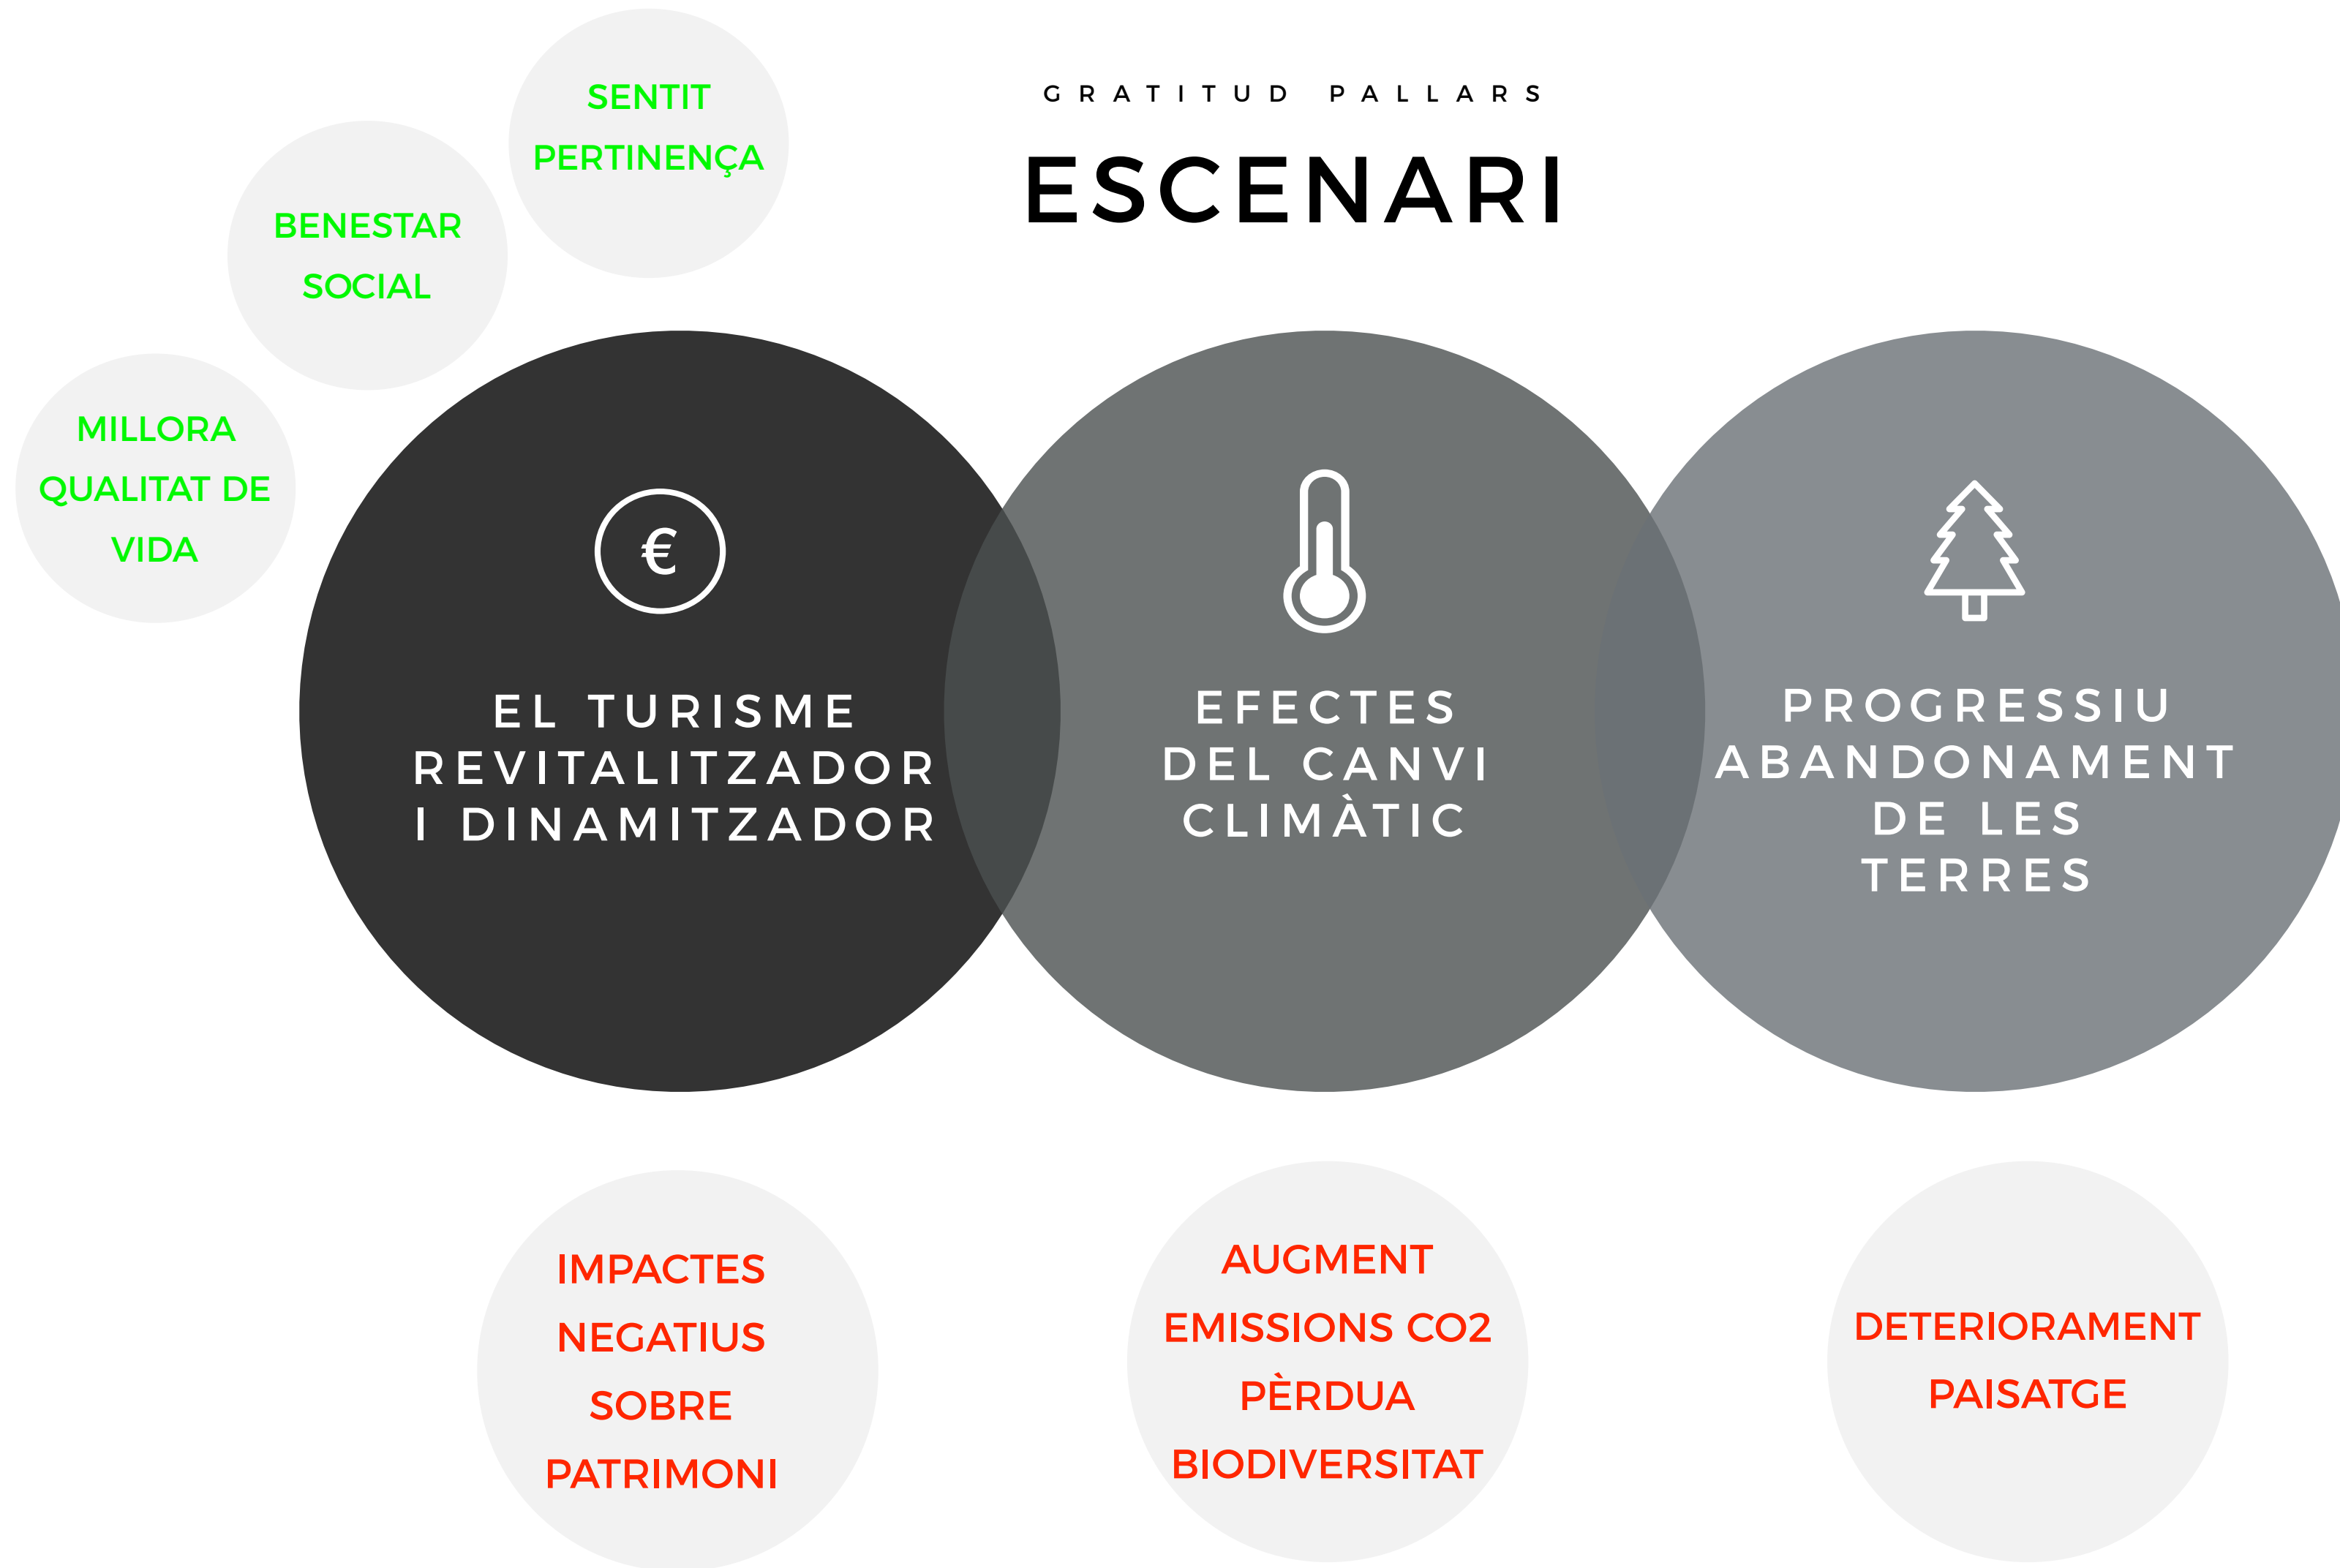 GRATITUD PALLARS
ESCENARI
SENTIT
PERTINENÇA
BENESTAR
SOCIAL
MILLORA
QUALITAT DE
VIDA
€
EL TURISME
REVITALITZADOR
I DINAMITZADOR
EFECTES
DEL CANVI
CLIMÀTIC
PROGRESSIU
ABANDONAMENT
DE LES
TERRES
IMPACTES
NEGATIUS
SOBRE
PATRIMONI
AUGMENT
EMISSIONS CO2
PÈRDUA
BIODIVERSITAT
DETERIORAMENT
PAISATGE